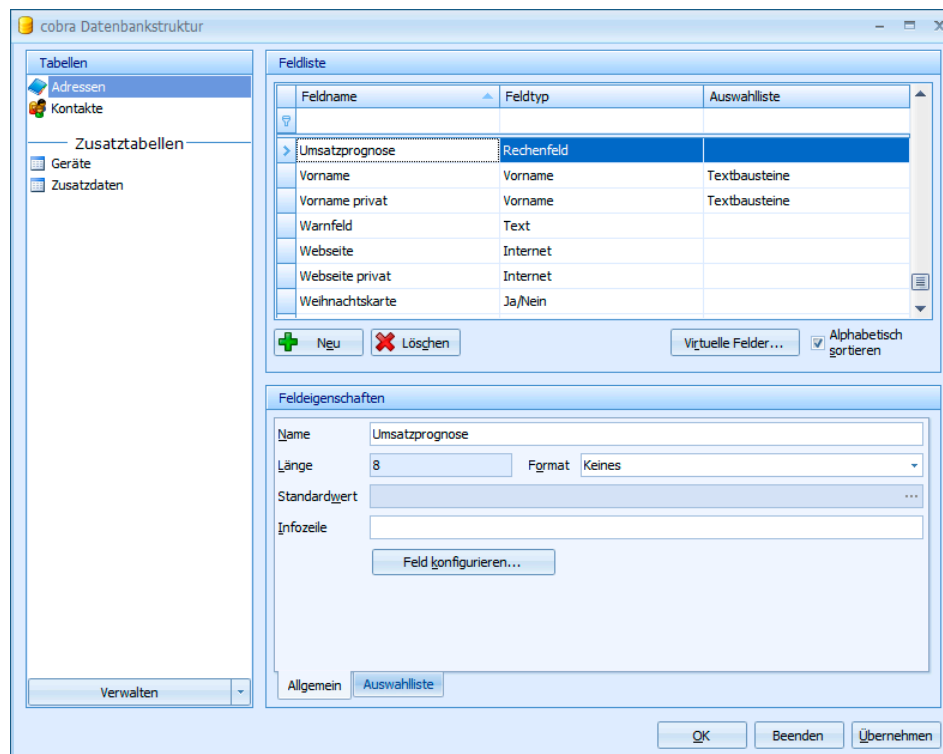 cobra Datenbankstruktur
Tabellen
Adressen
Kontakte
Zusatztabellen
Geräte
Zusatzdaten
Verwalten
Feldliste
Feldname Feldtyp Auswahlliste
Umsatzprognose Rechenfeld
Vorname Vorname Textbausteine
Vorname privat Vorname Textbausteine
Warnfeld Text
Webseite Internet
Webseite privat Internet
Weihnachtskarte Ja/Nein
Neu Löschen Virtuelle Felder... Alphabetisch
sortieren
Feldeigenschaften
Name Umsatzprognose
Länge 8 Format Keines
Standardwert ...
Infozeile
Feld konfigurieren...
Allgemein Auswahlliste
OK Beenden Übernehmen